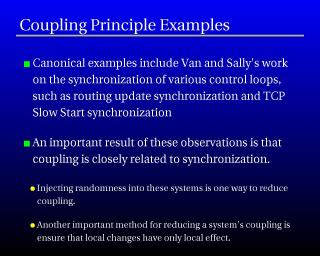 Coupling Principle Examples
Canonical examples include Van and Sally's work
on the synchronization of various control loops,
such as routing update synchronization and TCP
Slow Start synchronization
An important result of these observations is that
coupling is closely related to synchronization.
Injecting randomness into these systems is one way to reduce
coupling.
Another important method for reducing a system's coupling is
ensure that local changes have only local effect.